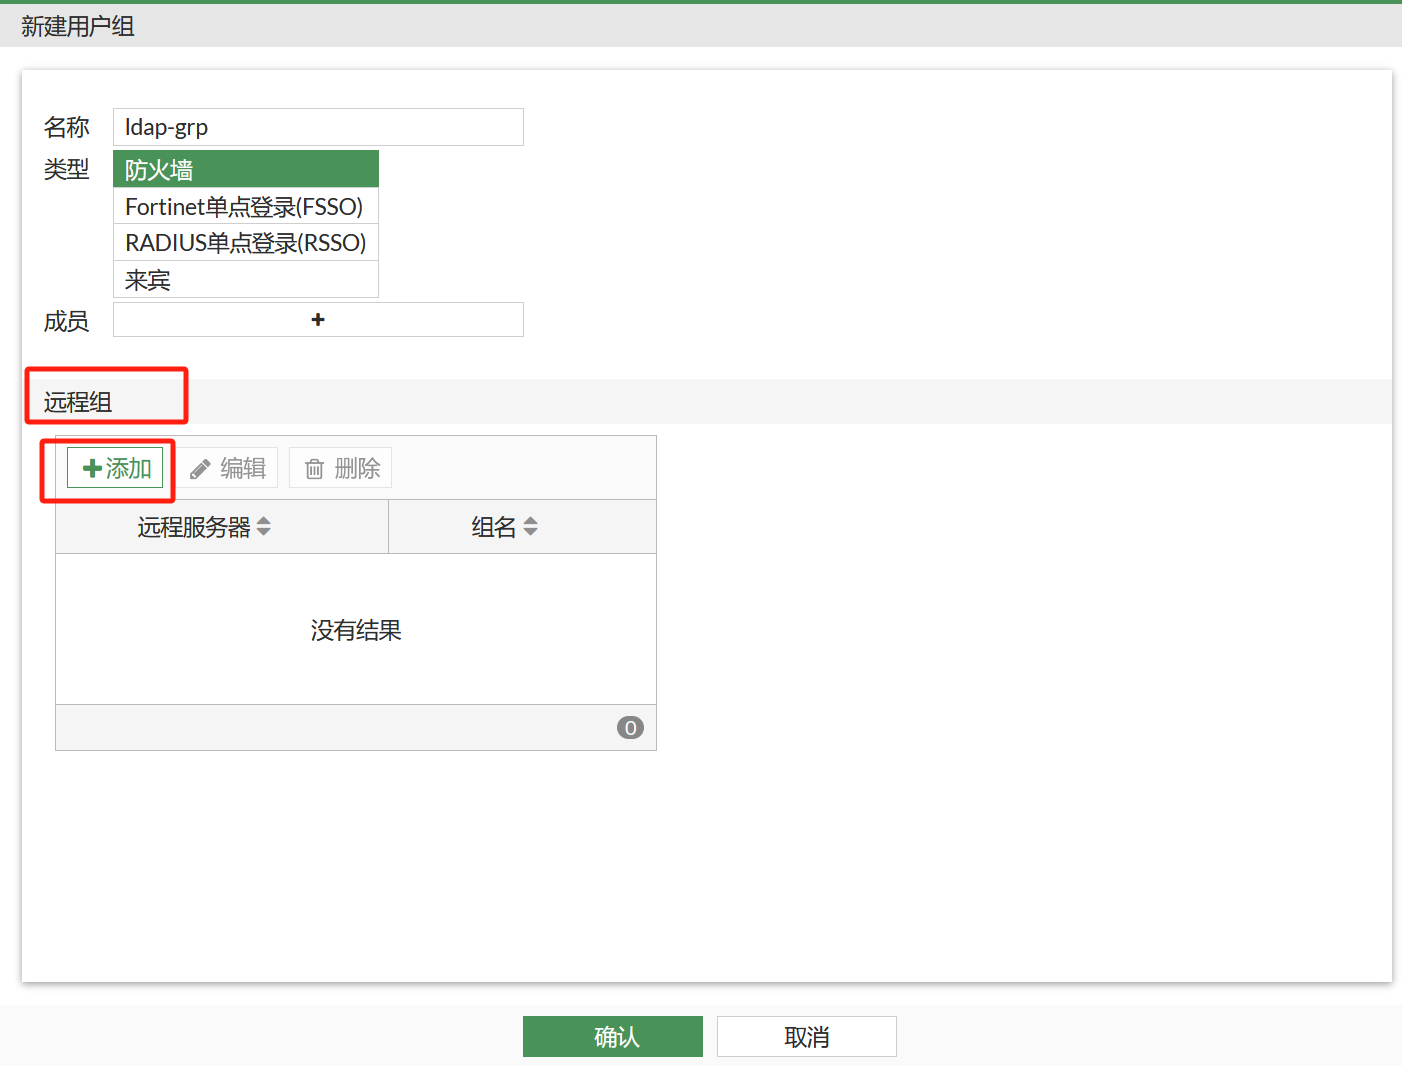 新建用户组
名称 ldap-grp
类型 防火墙
Fortinet单点登录(FSSO)
RADIUS单点登录(RSSO)
来宾
成员 +
远程组
添加 编辑 删除
远程服务器 组名
没有结果
0
确认 取消